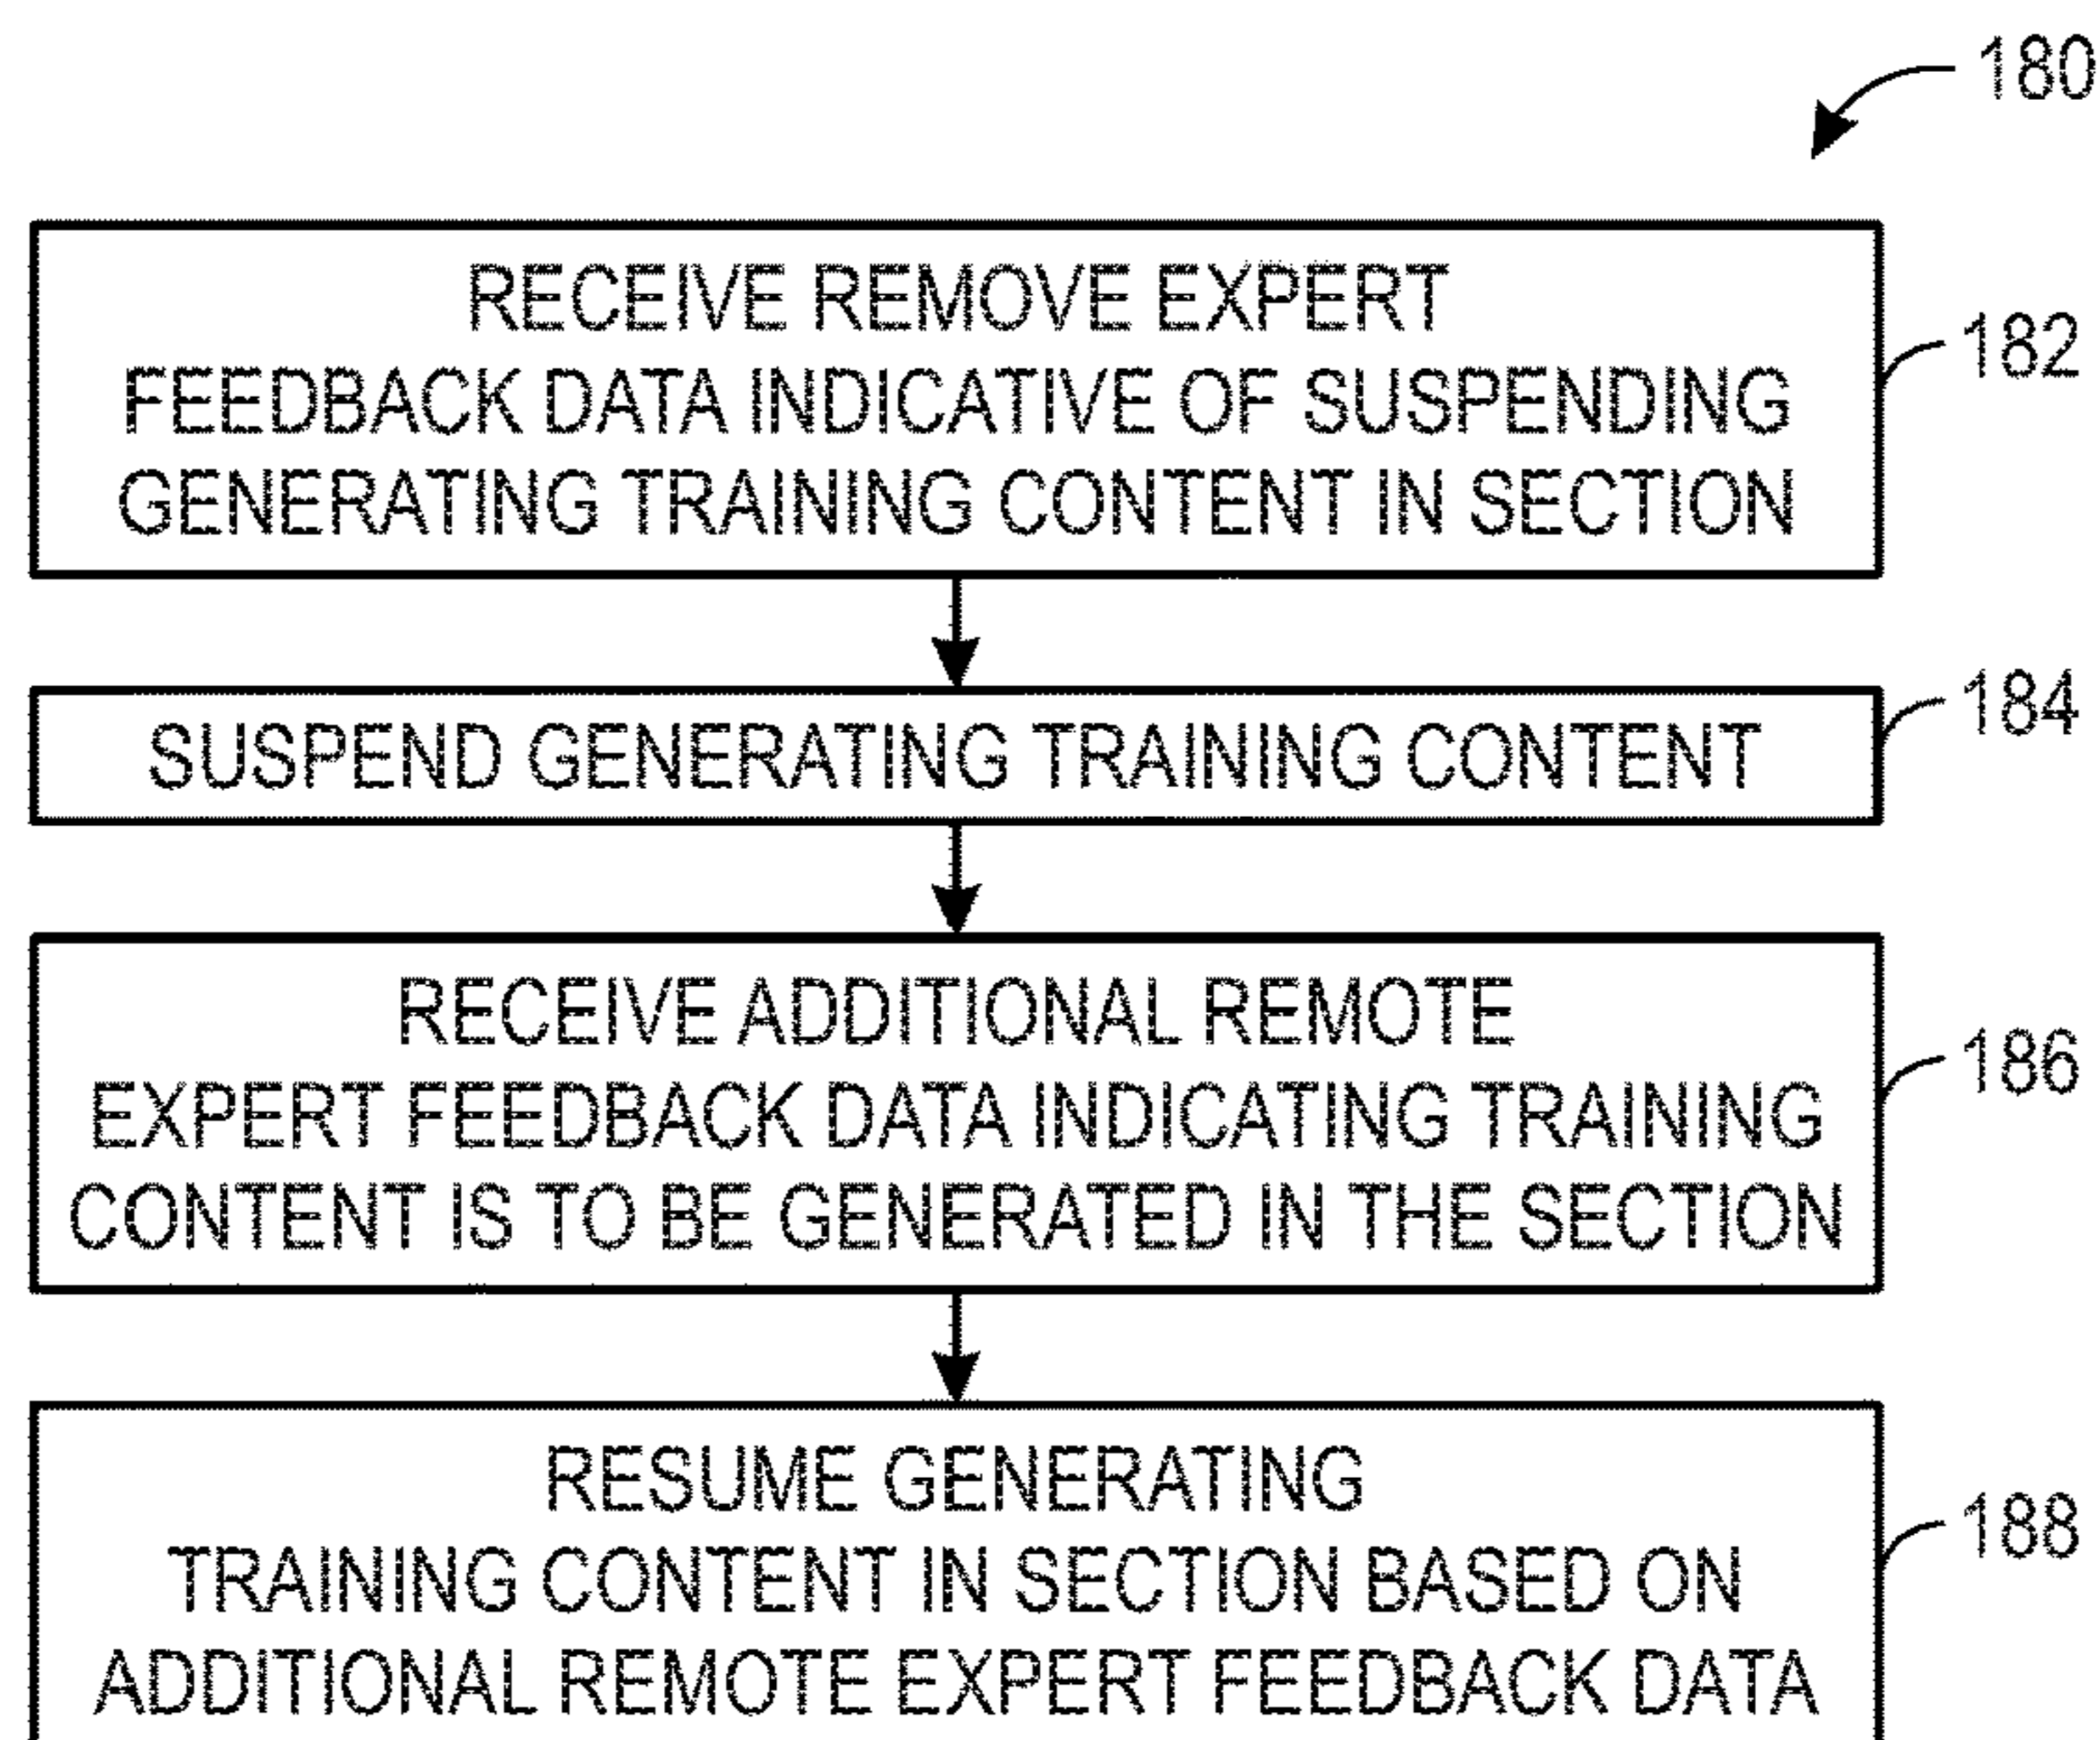 180
RECEIVE REMOVE EXPERT
FEEDBACK DATA INDICATIVE OF SUSPENDING
GENERATING TRAINING CONTENT IN SECTION
182
SUSPEND GENERATING TRAINING CONTENT
184
RECEIVE ADDITIONAL REMOTE
EXPERT FEEDBACK DATA INDICATING TRAINING
CONTENT IS TO BE GENERATED IN THE SECTION
186
RESUME GENERATING
TRAINING CONTENT IN SECTION BASED ON
ADDITIONAL REMOTE EXPERT FEEDBACK DATA
188